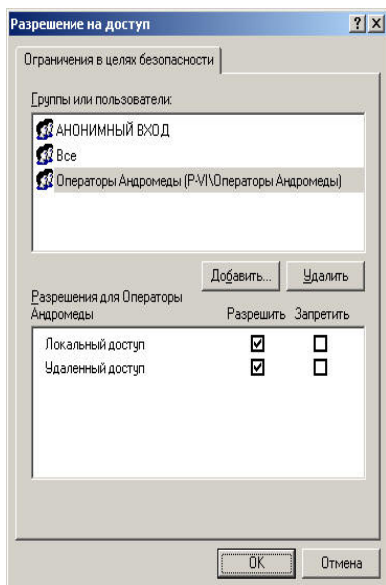 Разрешение на доступ
Ограничения в целях безопасности
Группы или пользователи:
АНОНИМНЫЙ ВХОД
Все
Операторы Андромеды (P-VI\Операторы Андромеды)
Добавить... Удалить
Разрешения для Операторы
Андромеды Разрешить Запретить
Локальный доступ
Удаленный доступ
OK Отмена